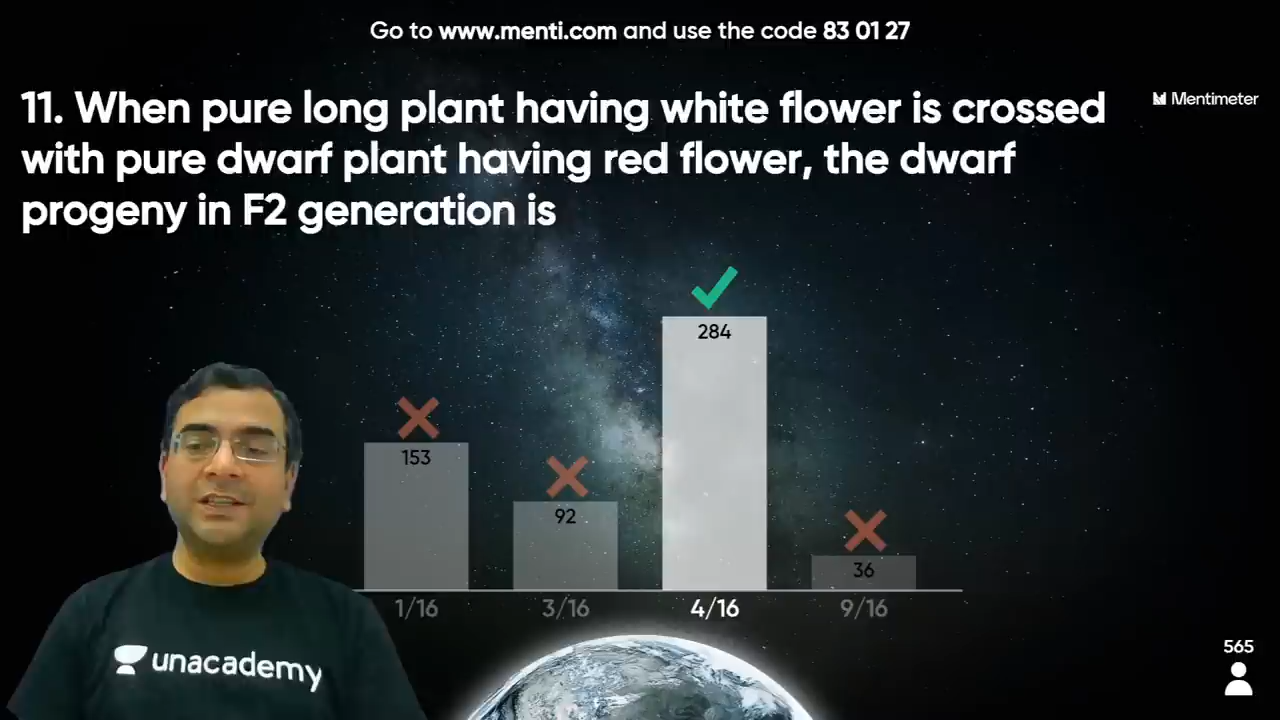 Go to www.menti.com and use the code 83 01 27
11. When pure long plant having white flower is crossed
with pure dwarf plant having red flower, the dwarf
progeny in F2 generation is
Mentimeter
284
153
92
36
1/16
3/16
4/16
9/16
unacademy
565